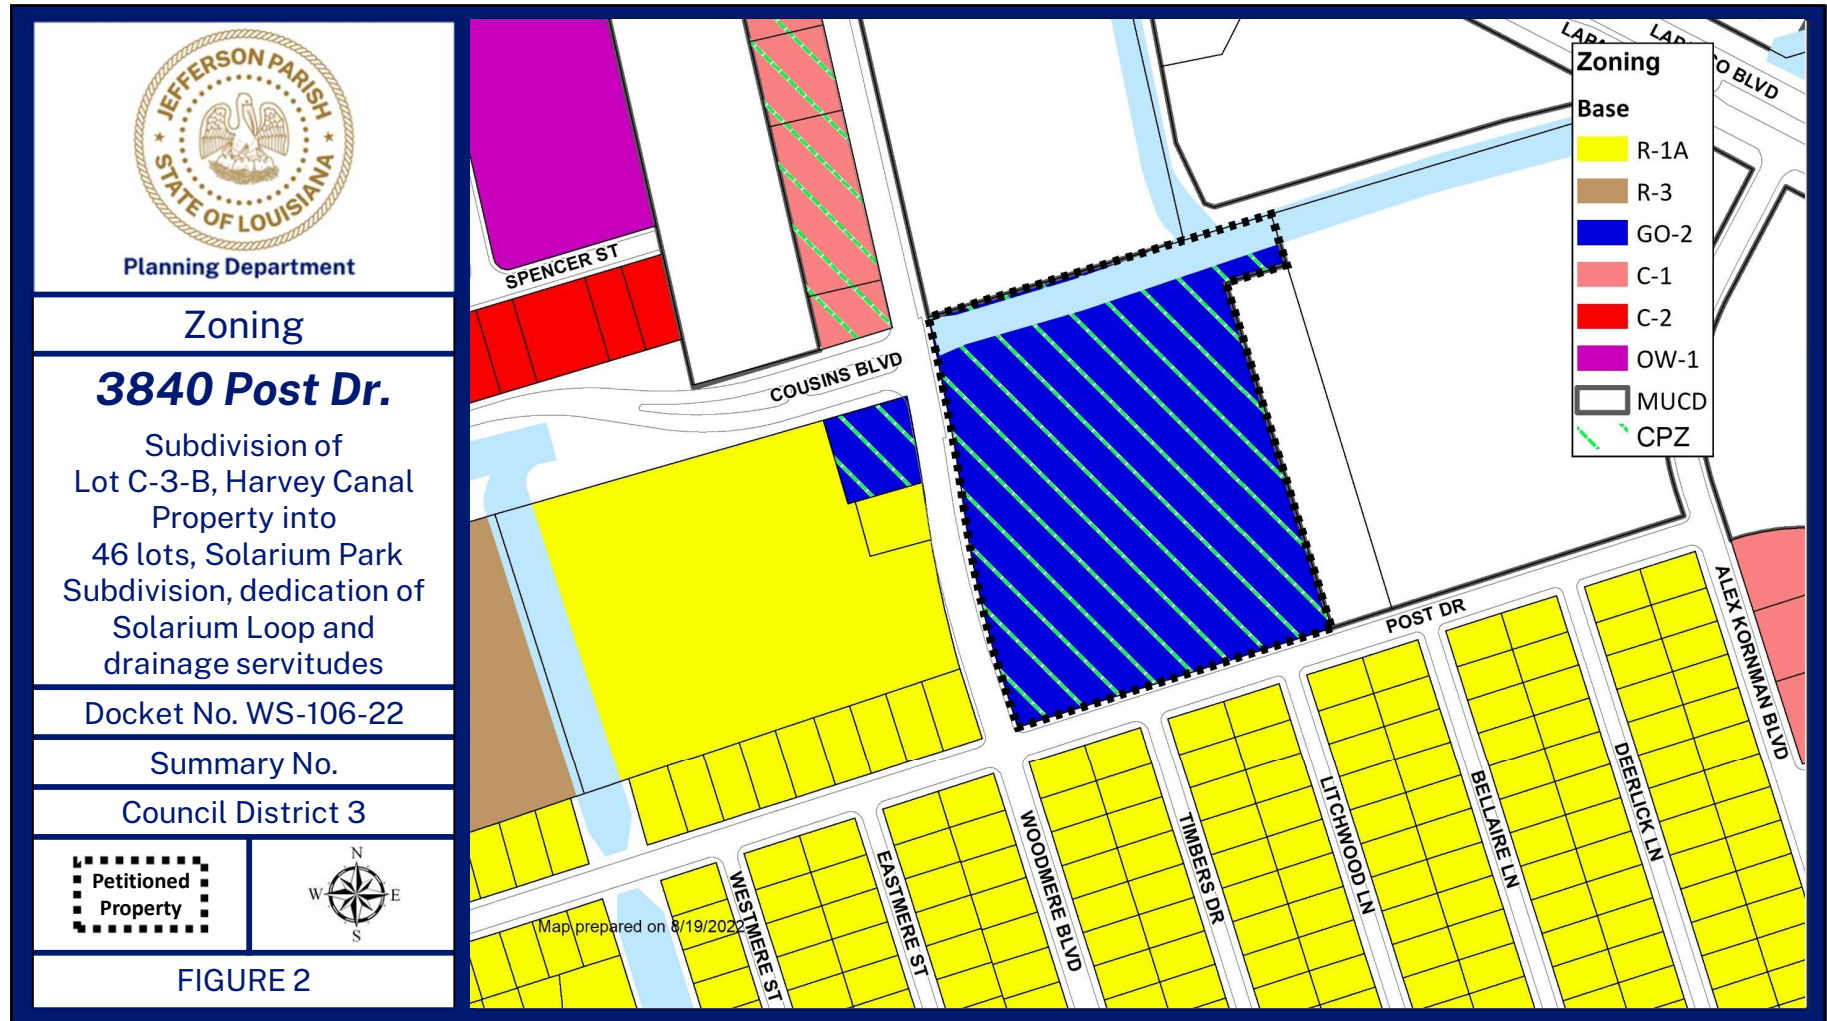 JEFFERSON PARISH
STATE OF LOUISIANA
Planning Department
Zoning
3840 Post Dr.
Subdivision of
Lot C-3-B, Harvey Canal
Property into
46 lots, Solarium Park
Subdivision, dedication of
Solarium Loop and
drainage servitudes
Docket No. WS-106-22
Summary No.
Council District 3
Petitioned
Property
N
W
E
S
FIGURE 2
SPENCER ST
COUSINS BLVD
LAPALCO BLVD
Zoning
Base
R-1A
R-3
GO-2
C-1
C-2
OW-1
MUCD
CPZ
POST DR
ALEX KORNMAN BLVD
DEERLICK LN
BELLAIRE LN
LITCHWOOD LN
TIMBERS DR
WOODMERE BLVD
EASTMERE ST
WESTMERE ST
Map prepared on 8/19/2022